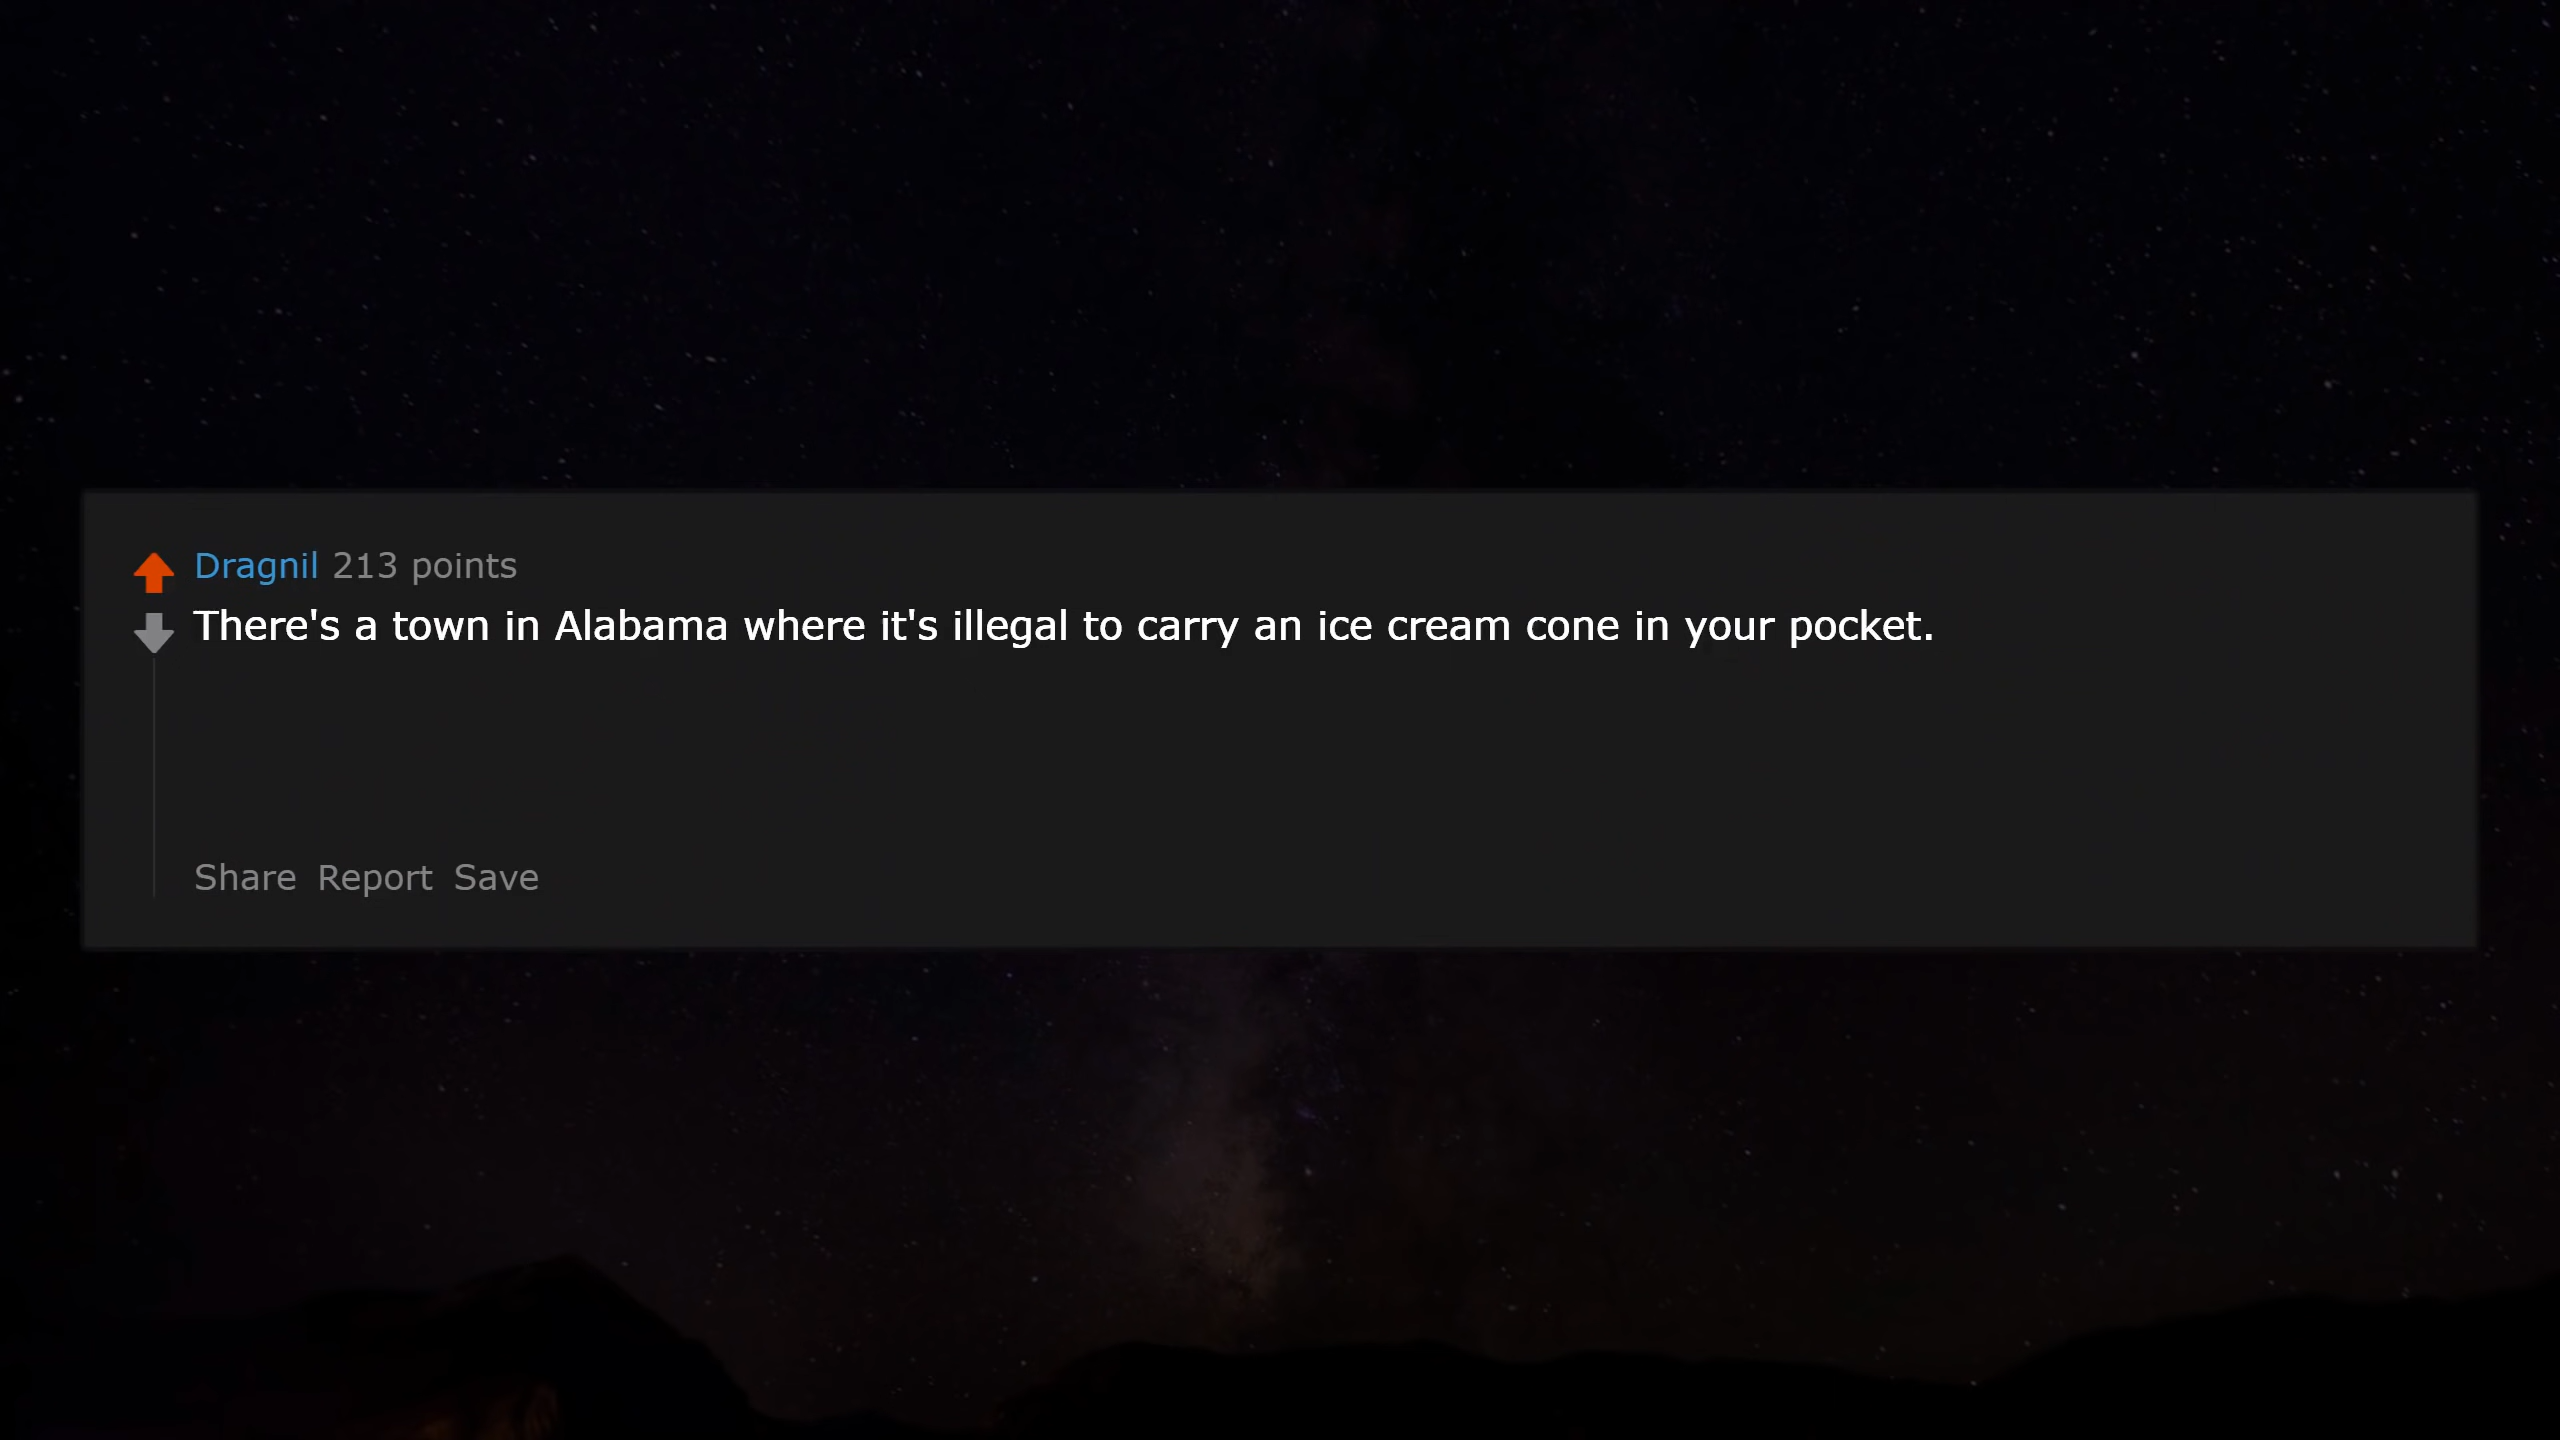 Dragnil 213 points
There's a town in Alabama where it's illegal to carry an ice cream cone in your pocket.
Share Report Save